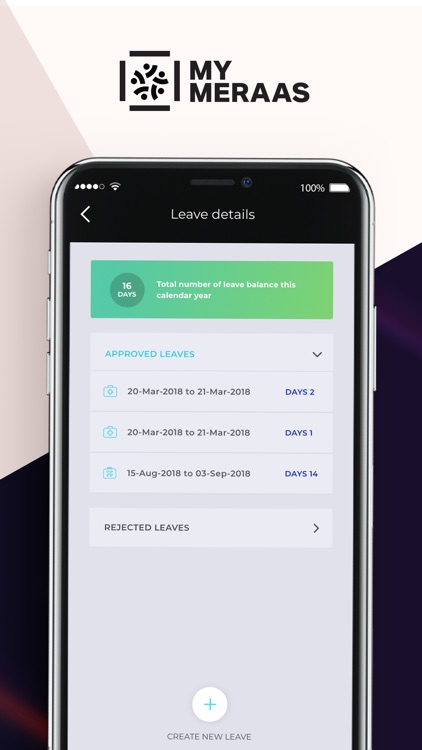 MY
MERAAS
100%
Leave details
16
DAYS
Total number of leave balance this
calendar year
APPROVED LEAVES
20-Mar-2018 to 21-Mar-2018 DAYS 2
20-Mar-2018 to 21-Mar-2018 DAYS 1
15-Aug-2018 to 03-Sep-2018 DAYS 14
REJECTED LEAVES
CREATE NEW LEAVE